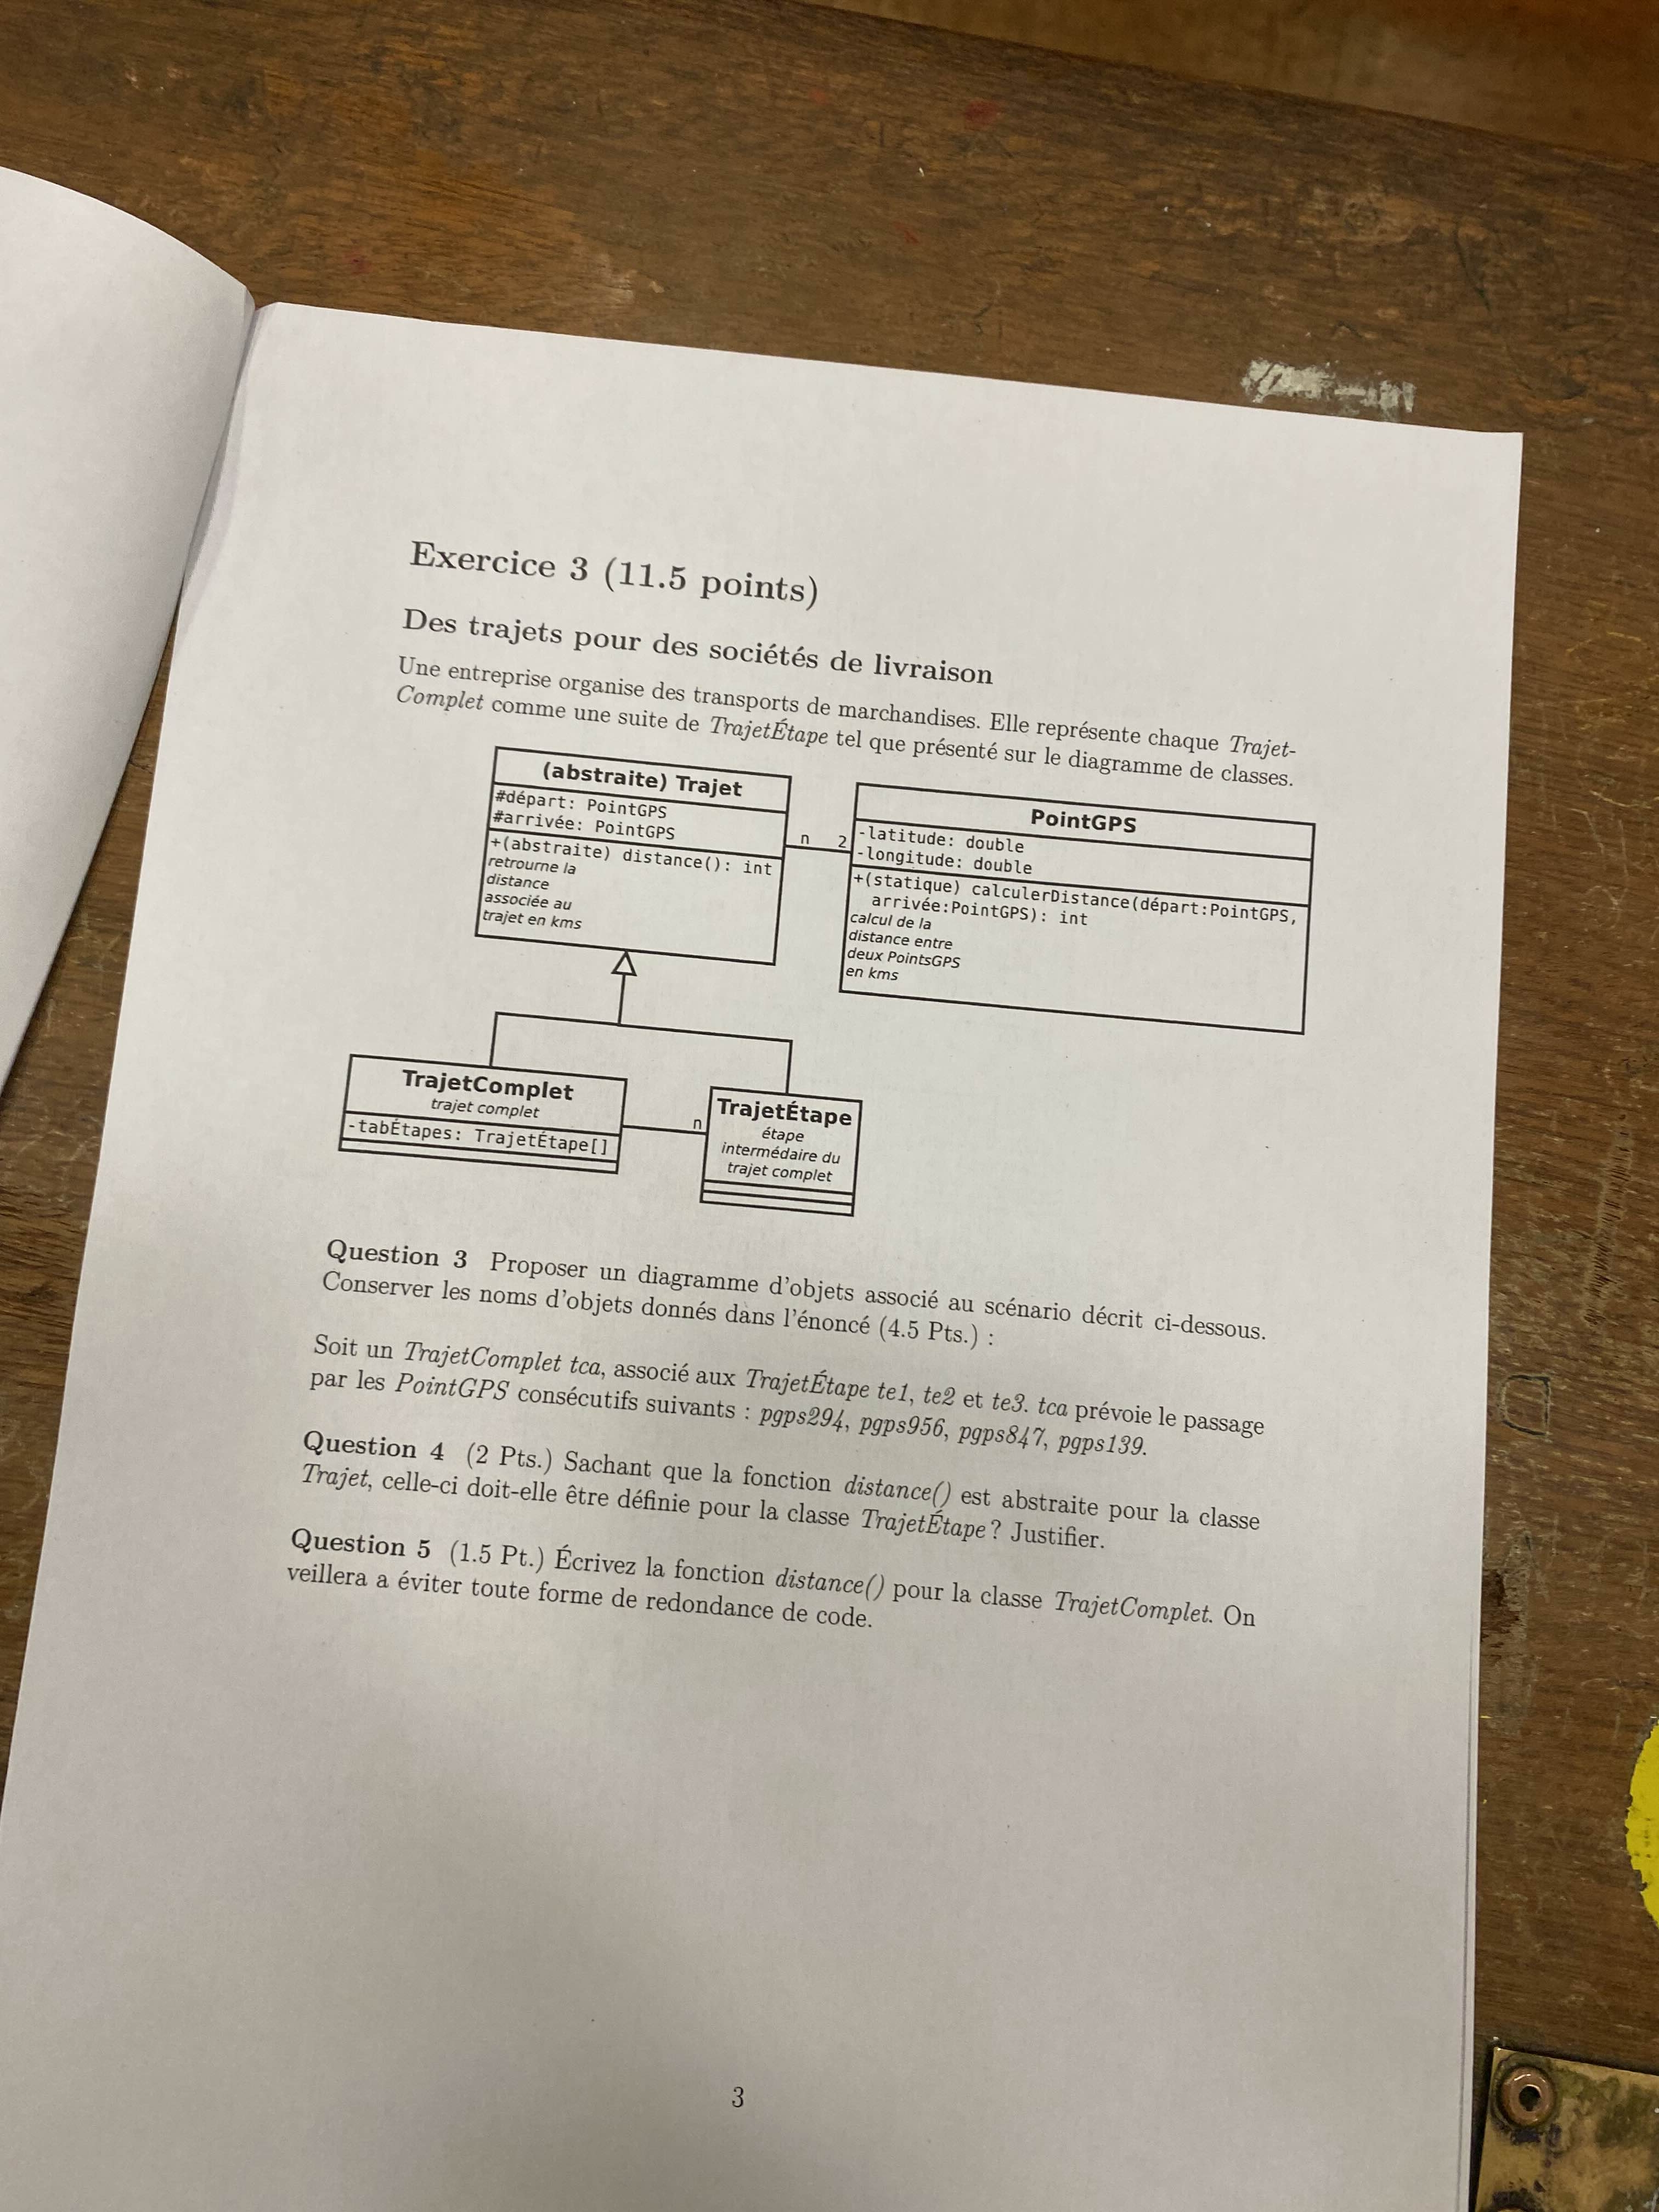 Exercice 3 (11.5 points)
Des trajets pour des sociétés de livraison
Une entreprise organise des transports de marchandises. Elle représente chaque Trajet-
Complet comme une suite de TrajetÉtape tel que présenté sur le diagramme de classes.
(abstraite) Trajet
#départ: PointGPS
#arrivée: PointGPS
+(abstraite) distance(): int
retrourne la
distance
associée au
trajet en kms
n 2
PointGPS
-latitude: double
-longitude: double
+(statique) calculerDistance(départ:PointGPS,
arrivée:PointGPS): int
calcul de la
distance entre
deux PointsGPS
en kms
TrajetComplet
trajet complet
-tabÉtapes: TrajetÉtape[]
n
TrajetÉtape
étape
intermédaire du
trajet complet
Question 3 Proposer un diagramme d'objets associé au scénario décrit ci-dessous.
Conserver les noms d'objets donnés dans l'énoncé (4.5 Pts.) :
Soit un TrajetComplet tca, associé aux TrajetÉtape te1, te2 et te3. tca prévoie le passage
par les PointGPS consécutifs suivants : pgps294, pgps956, pgps847, pgps139.
Question 4 (2 Pts.) Sachant que la fonction distance() est abstraite pour la classe
Trajet, celle-ci doit-elle être définie pour la classe TrajetÉtape ? Justifier.
Question 5 (1.5 Pt.) Écrivez la fonction distance() pour la classe TrajetComplet. On
veillera a éviter toute forme de redondance de code.
3